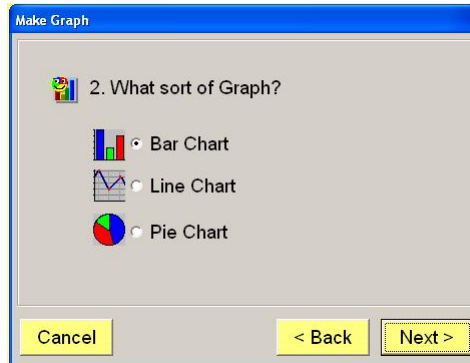 Make Graph
2. What sort of Graph?
Bar Chart
Line Chart
Pie Chart
Cancel
< Back
Next >